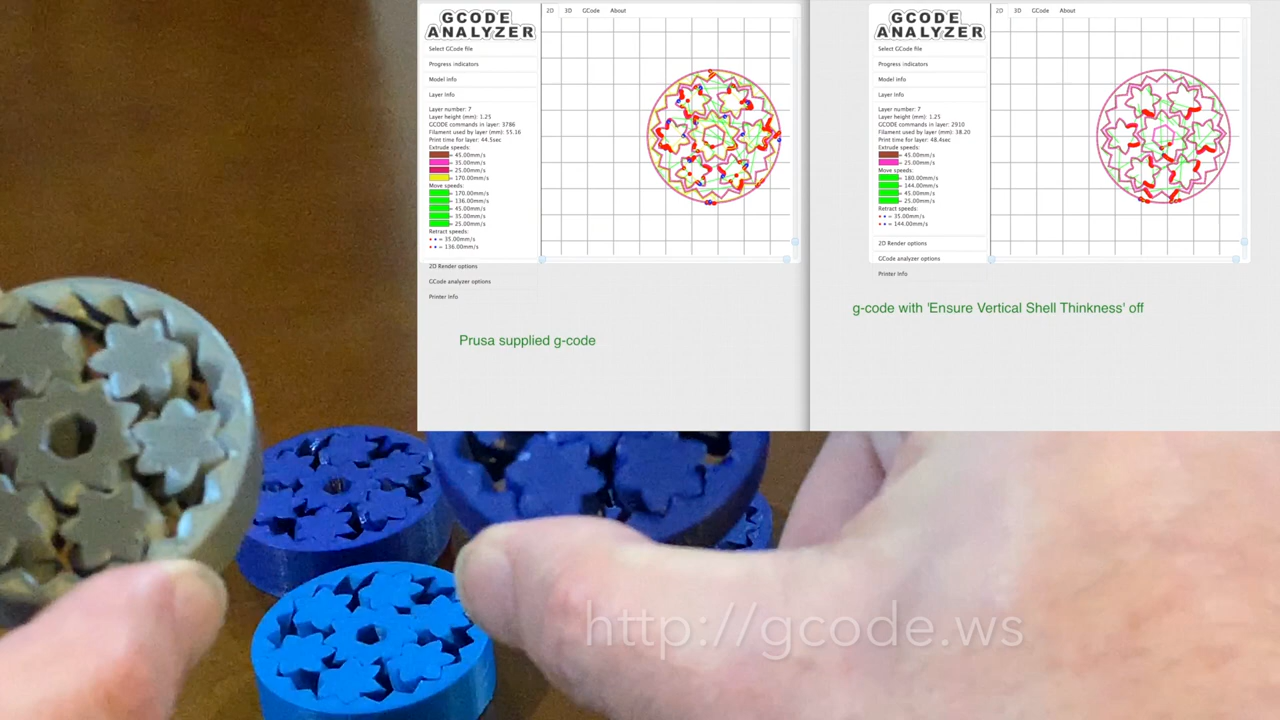 GCODE
ANALYZER
2D 3D GCode About
Select GCode file
Progress indicators
Model info
Layer info
Layer number: 7
Layer height (mm): 1.25
GCODE commands in layer: 3786
Filament used by layer (mm): 55.16
Print time for layer: 44.5sec
Extrude speeds:
= 45.00mm/s
= 35.00mm/s
= 25.00mm/s
= 170.00mm/s
Move speeds:
= 170.00mm/s
= 136.00mm/s
= 45.00mm/s
= 35.00mm/s
= 25.00mm/s
Retract speeds:
= 35.00mm/s
= 136.00mm/s
2D Render options
GCode analyzer options
Printer info
Prusa supplied g-code
GCODE
ANALYZER
2D 3D GCode About
Select GCode file
Progress indicators
Model info
Layer info
Layer number: 7
Layer height (mm): 1.25
GCODE commands in layer: 2910
Filament used by layer (mm): 38.20
Print time for layer: 48.4sec
Extrude speeds:
= 45.00mm/s
= 25.00mm/s
Move speeds:
= 180.00mm/s
= 144.00mm/s
= 45.00mm/s
= 25.00mm/s
Retract speeds:
= 35.00mm/s
= 144.00mm/s
2D Render options
GCode analyzer options
Printer info
g-code with 'Ensure Vertical Shell Thinkness' off
http://gcode.ws